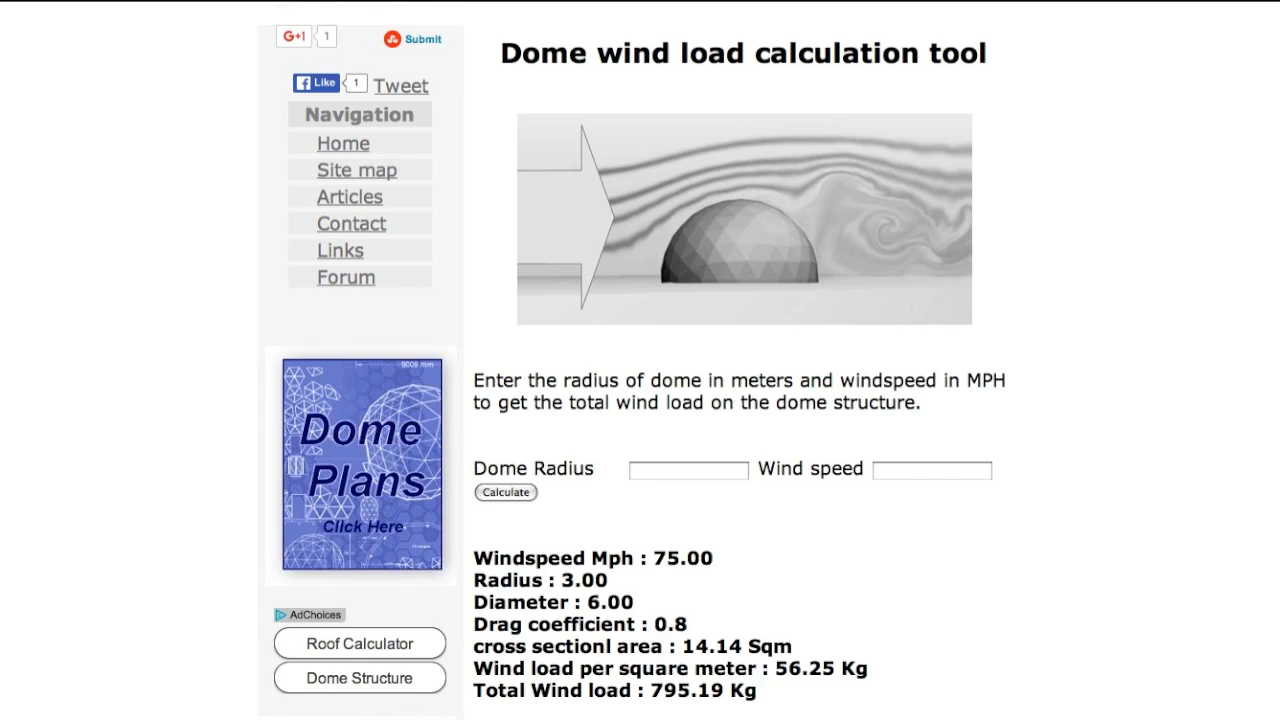 G+1 1 Submit
Like 1 Tweet
Navigation
Home
Site map
Articles
Contact
Links
Forum
9009 mm
Dome
Plans
Click Here
AdChoices
Roof Calculator
Dome Structure
Dome wind load calculation tool
Enter the radius of dome in meters and windspeed in MPH
to get the total wind load on the dome structure.
Dome Radius Wind speed
Calculate
Windspeed Mph : 75.00
Radius : 3.00
Diameter : 6.00
Drag coefficient : 0.8
cross sectionl area : 14.14 Sqm
Wind load per square meter : 56.25 Kg
Total Wind load : 795.19 Kg